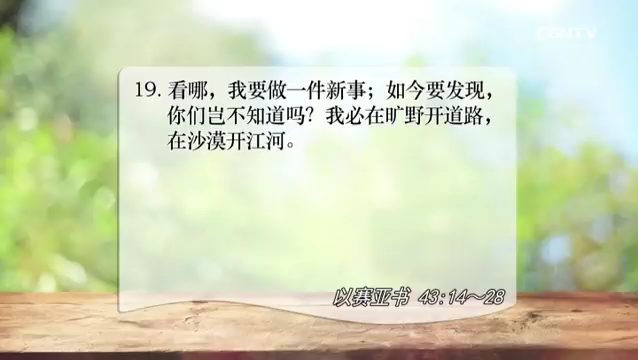 CGNTV
19. 看哪，我要做一件新事；如今要发现，
你们岂不知道吗？我必在旷野开道路，
在沙漠开江河。
以赛亚书 43:14～28